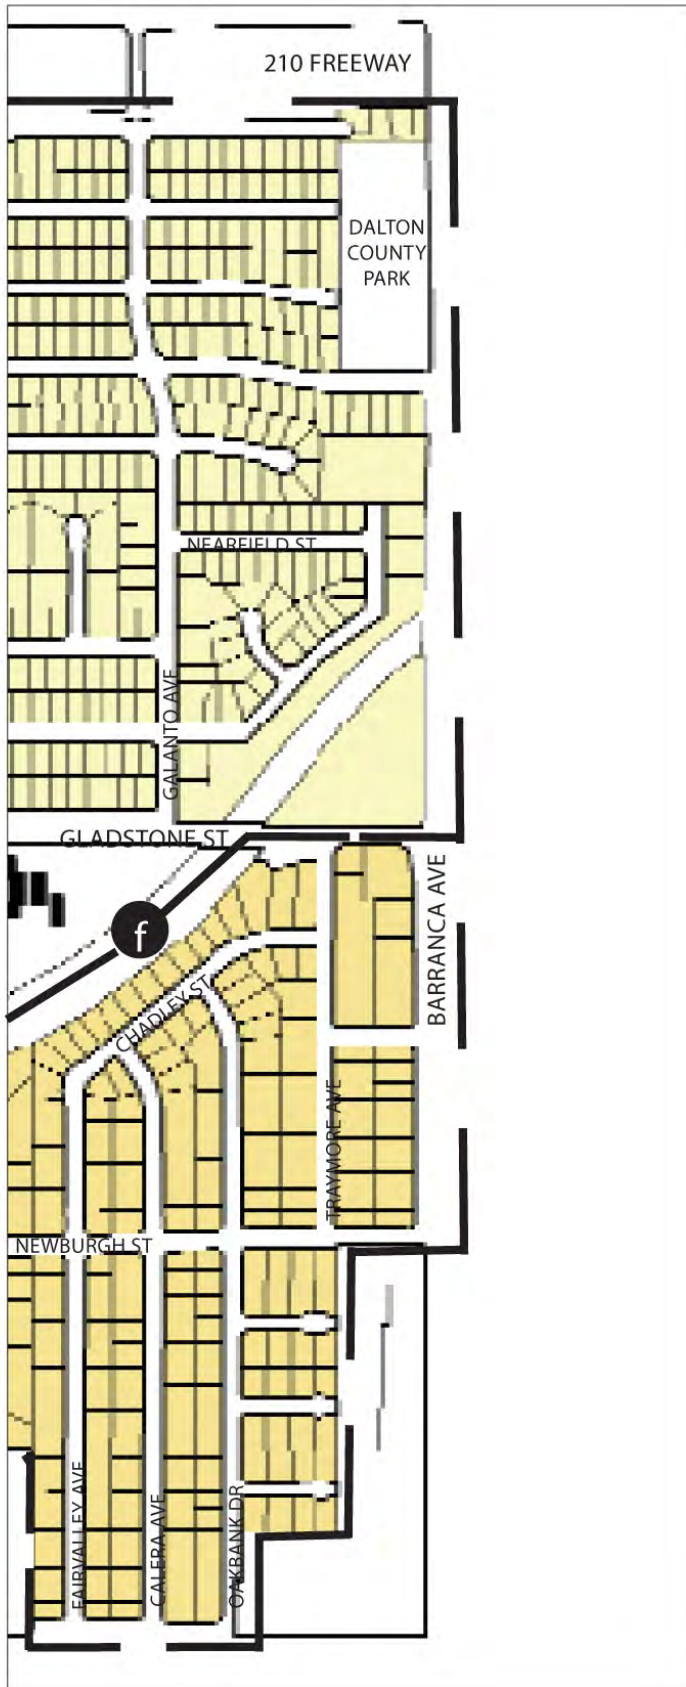 210 FREEWAY
DALTON
COUNTY
PARK
NEARFIELD ST
GALANTO AVE
GLADSTONE ST
BARRANCA AVE
f
CHADLEY ST
TRAYMORE AVE
NEWBURGH ST
FAIRVALLEY AVE
CALERA AVE
OAKBANK DR